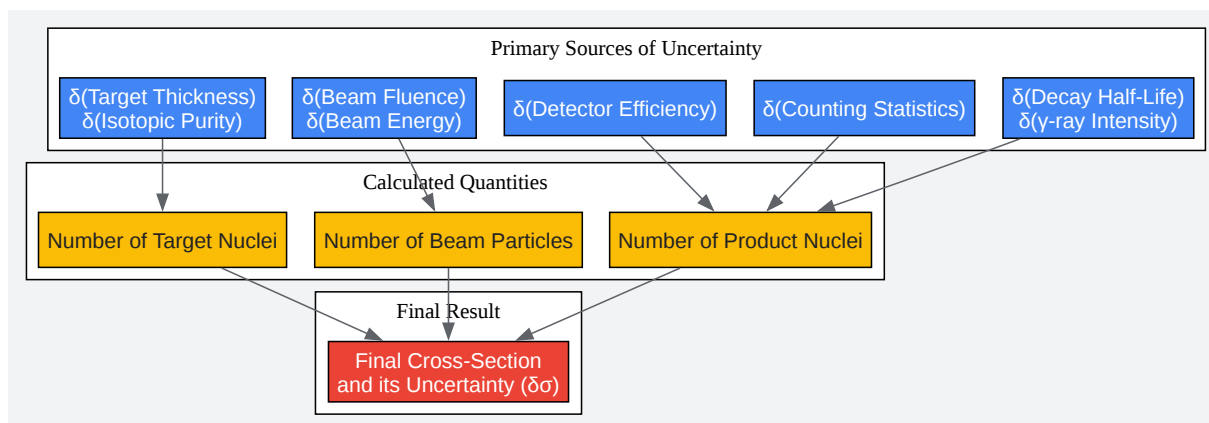 Primary Sources of Uncertainty
δ(Target Thickness)
δ(Isotopic Purity)
δ(Beam Fluence)
δ(Beam Energy)
δ(Detector Efficiency)
δ(Counting Statistics)
δ(Decay Half-Life)
δ(γ-ray Intensity)
Calculated Quantities
Number of Target Nuclei
Number of Beam Particles
Number of Product Nuclei
Final Result
Final Cross-Section
and its Uncertainty (δσ)